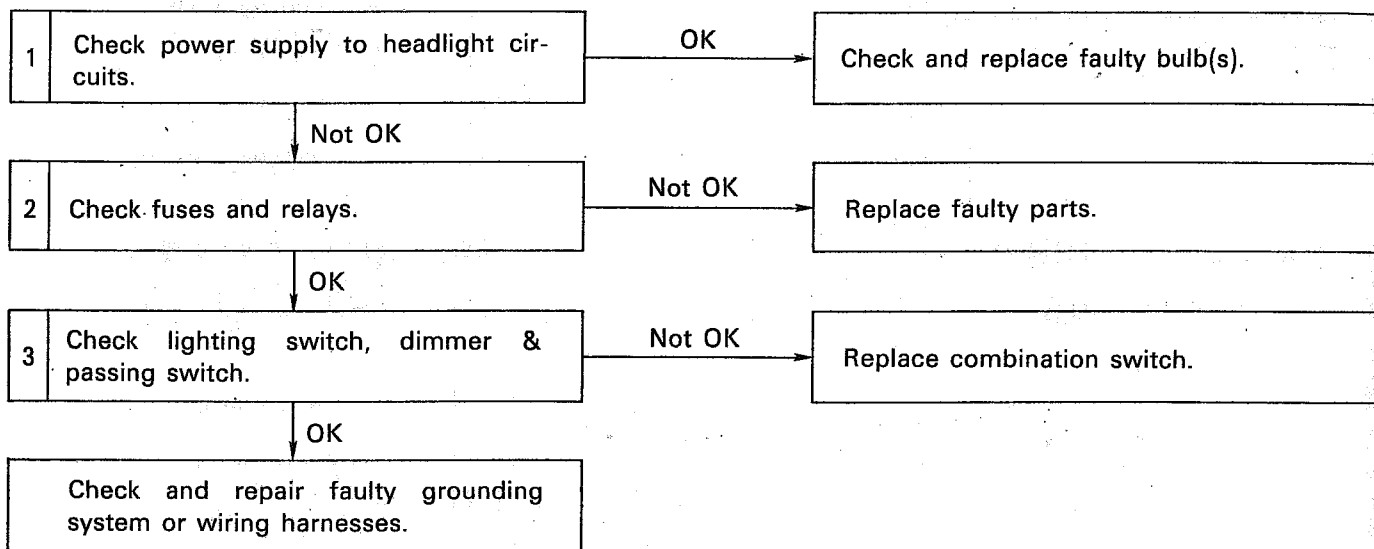 1
Check power supply to headlight cir-
cuits.
OK
Check and replace faulty bulb(s).
Not OK
2
Check fuses and relays.
Not OK
Replace faulty parts.
OK
3
Check lighting switch, dimmer &
passing switch.
Not OK
Replace combination switch.
OK
Check and repair faulty grounding
system or wiring harnesses.